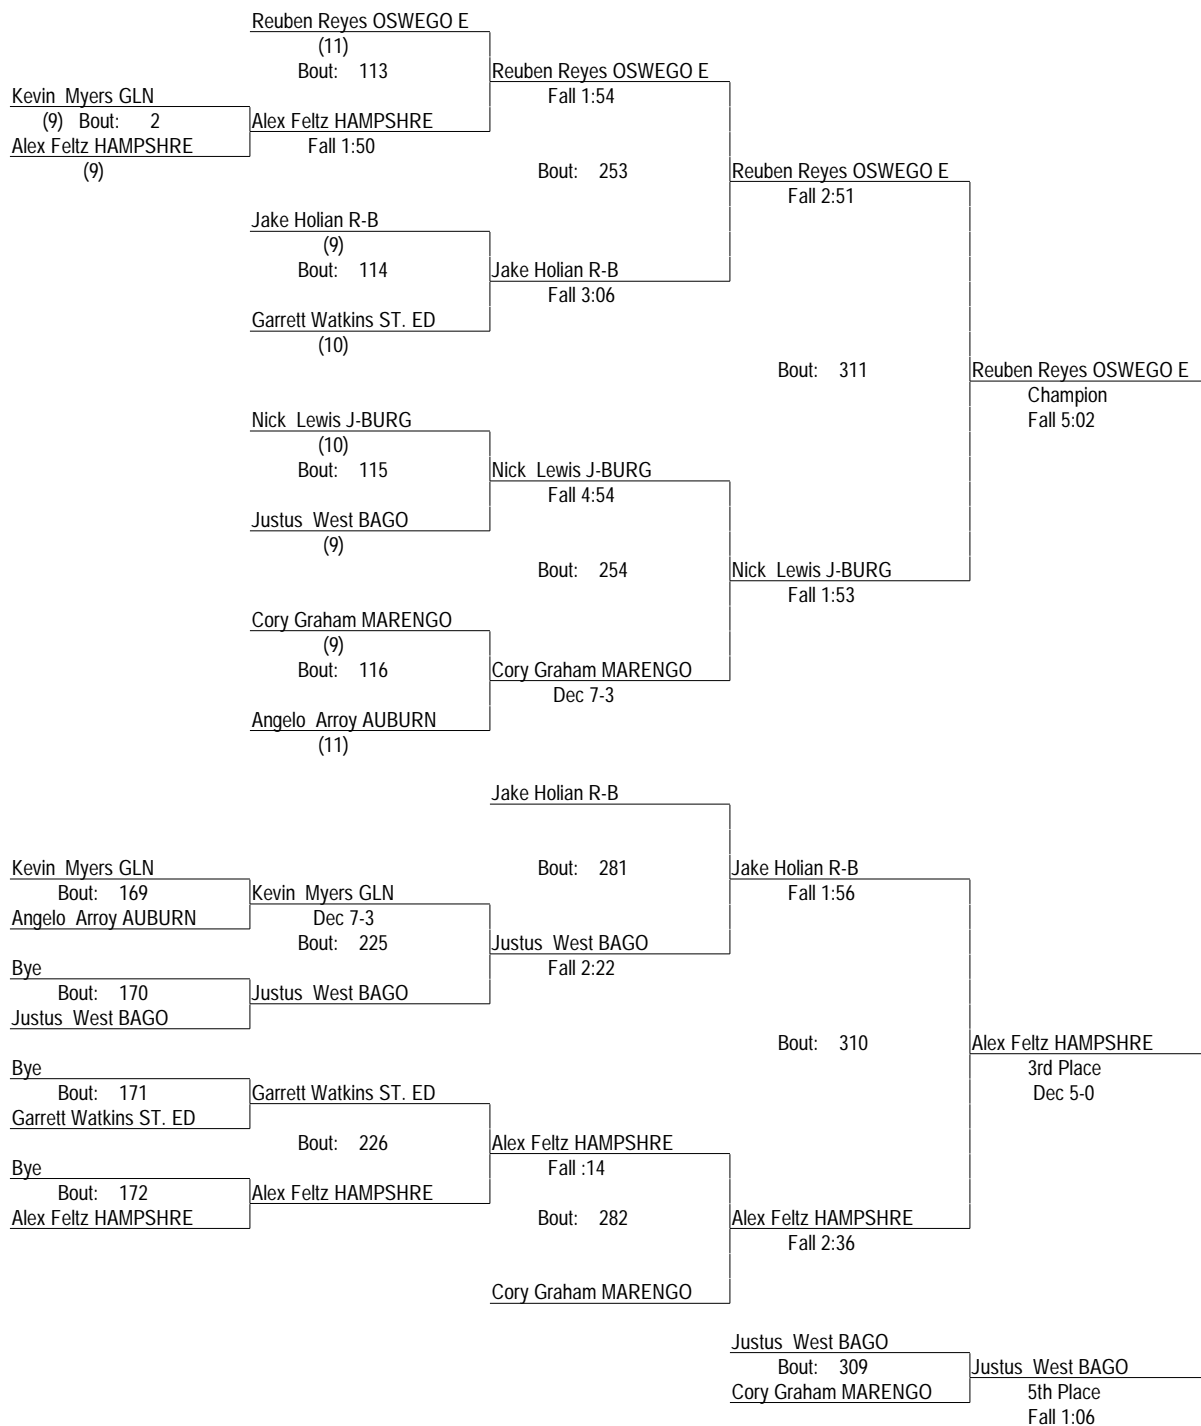 Reuben Reyes OSWEGO E
(11)
Bout: 113
Reuben Reyes OSWEGO E
Fall 1:54
Kevin Myers GLN
(9) Bout: 2
Alex Feltz HAMPSHRE
Alex Feltz HAMPSHRE
Fall 1:50
(9)
Bout: 253
Reuben Reyes OSWEGO E
Fall 2:51
Jake Holian R-B
(9)
Bout: 114
Jake Holian R-B
Fall 3:06
Garrett Watkins ST. ED
(10)
Bout: 311
Reuben Reyes OSWEGO E
Champion
Fall 5:02
Nick Lewis J-BURG
(10)
Bout: 115
Nick Lewis J-BURG
Fall 4:54
Justus West BAGO
(9)
Bout: 254
Nick Lewis J-BURG
Fall 1:53
Cory Graham MARENGO
(9)
Bout: 116
Cory Graham MARENGO
Dec 7-3
Angelo Arroy AUBURN
(11)
Jake Holian R-B
Bout: 281
Jake Holian R-B
Fall 1:56
Kevin Myers GLN
Bout: 169
Angelo Arroy AUBURN
Kevin Myers GLN
Dec 7-3
Bout: 225
Justus West BAGO
Fall 2:22
Bye
Bout: 170
Justus West BAGO
Justus West BAGO
Bout: 310
Alex Feltz HAMPSHRE
3rd Place
Dec 5-0
Bye
Bout: 171
Garrett Watkins ST. ED
Garrett Watkins ST. ED
Bout: 226
Alex Feltz HAMPSHRE
Fall :14
Bye
Bout: 172
Alex Feltz HAMPSHRE
Alex Feltz HAMPSHRE
Bout: 282
Alex Feltz HAMPSHRE
Fall 2:36
Cory Graham MARENGO
Justus West BAGO
Bout: 309
Cory Graham MARENGO
Justus West BAGO
5th Place
Fall 1:06